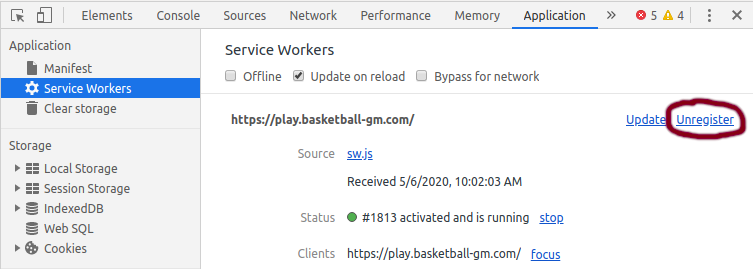 Elements Console Sources Network Performance Memory Application 5 4
Application
Manifest
Service Workers
Clear storage
Storage
Local Storage
Session Storage
IndexedDB
Web SQL
Cookies
Service Workers
Offline Update on reload Bypass for network
https://play.basketball-gm.com/ Update Unregister
Source sw.js
Received 5/6/2020, 10:02:03 AM
Status #1813 activated and is running stop
Clients https://play.basketball-gm.com/ focus